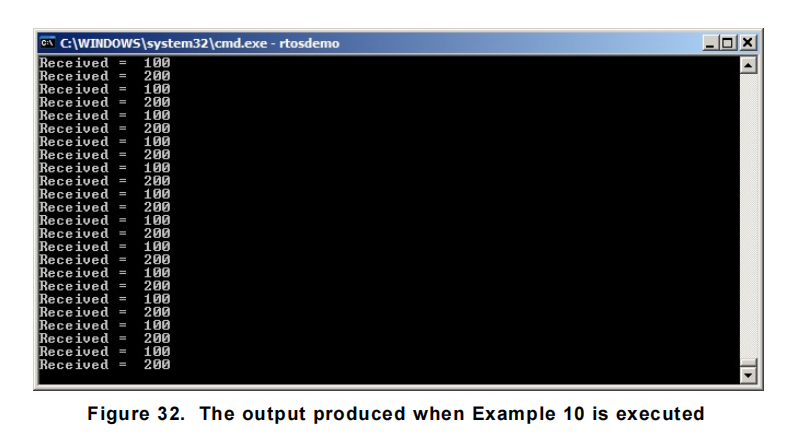 C:\WINDOWS\system32\cmd.exe - rtosdemo
Received = 100
Received = 200
Received = 100
Received = 200
Received = 100
Received = 200
Received = 100
Received = 200
Received = 100
Received = 200
Received = 100
Received = 200
Received = 100
Received = 200
Received = 100
Received = 200
Received = 100
Received = 200
Received = 100
Received = 200
Received = 100
Received = 200
Received = 100
Received = 200
Figure 32. The output produced when Example 10 is executed